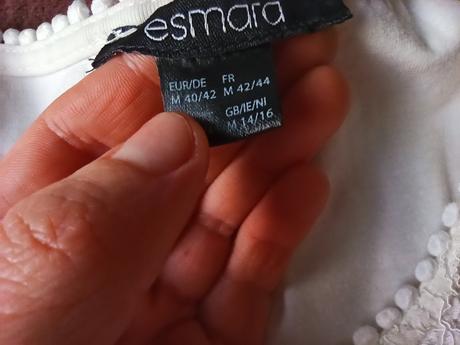 esmara
EUR/DE FR
M 40/42 M 42/44
GB/IE/NI
M 14/16